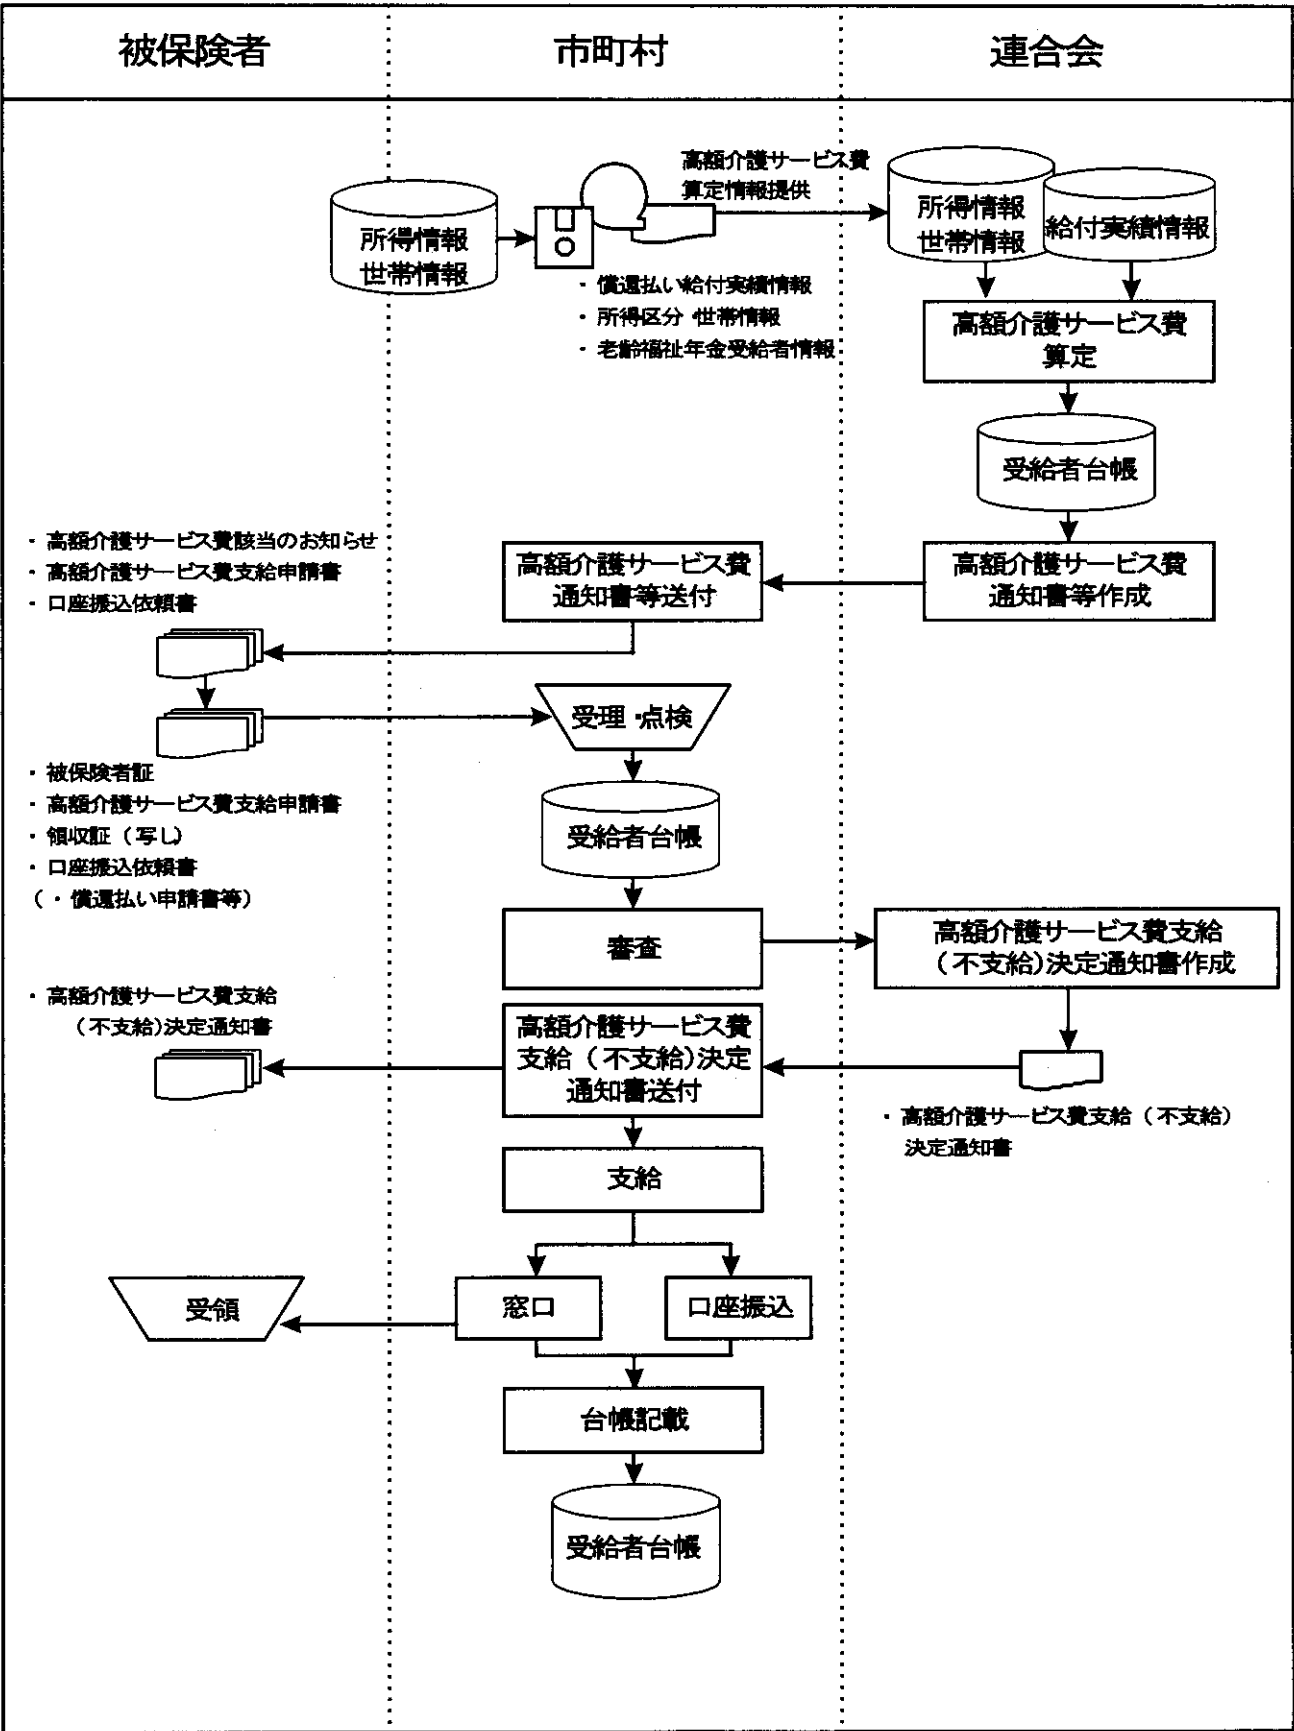 被保険者
市町村
連合会
高額介護サービス費
算定情報提供
所得情報
世帯情報
所得情報
世帯情報
給付実績情報
・ 償還払い給付実績情報
・ 所得区分・世帯情報
・ 老齢福祉年金受給者情報
高額介護サービス費
算定
受給者台帳
・ 高額介護サービス費該当のお知らせ
・ 高額介護サービス費支給申請書
・ 口座振込依頼書
高額介護サービス費
通知書等送付
高額介護サービス費
通知書等作成
受理・点検
・ 被保険者証
・ 高額介護サービス費支給申請書
・ 領収証（写し）
・ 口座振込依頼書
（・ 償還払い申請書等）
受給者台帳
審査
高額介護サービス費支給
（不支給）決定通知書作成
・ 高額介護サービス費支給
（不支給）決定通知書
高額介護サービス費
支給（不支給）決定
通知書送付
・ 高額介護サービス費支給（不支給）
決定通知書
支給
受領
窓口
口座振込
台帳記載
受給者台帳